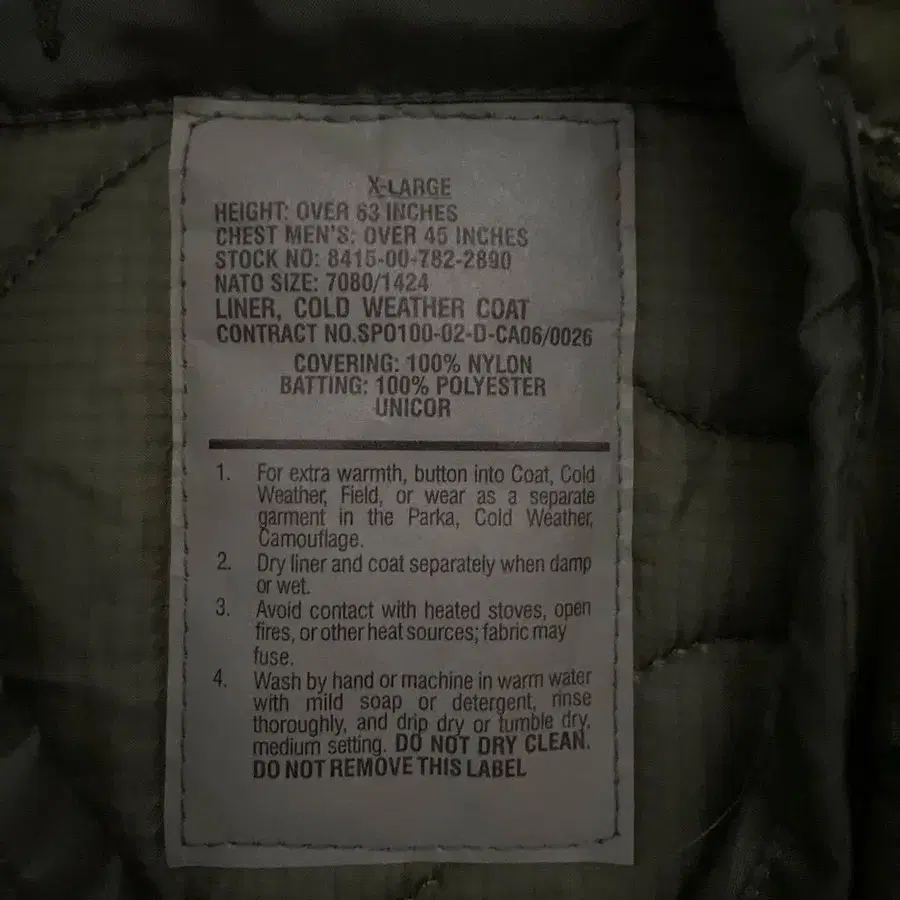 X-LARGE
HEIGHT: OVER 63 INCHES
CHEST MEN'S: OVER 45 INCHES
STOCK NO: 8415-00-782-2890
NATO SIZE: 7080/1424
LINER, COLD WEATHER COAT
CONTRACT NO.SPO100-02-D-CA06/0026
COVERING: 100% NYLON
BATTING: 100% POLYESTER
UNICOR
1. For extra warmth, button into Coat, Cold
Weather, Field, or wear as a separate
garment in the Parka, Cold Weather,
Camouflage.
2. Dry liner and coat separately when damp
or wet.
3. Avoid contact with heated stoves, open
fires, or other heat sources; fabric may
fuse.
4. Wash by hand or machine in warm water
with mild soap or detergent, rinse
thoroughly, and drip dry or tumble dry,
medium setting. DO NOT DRY CLEAN.
DO NOT REMOVE THIS LABEL